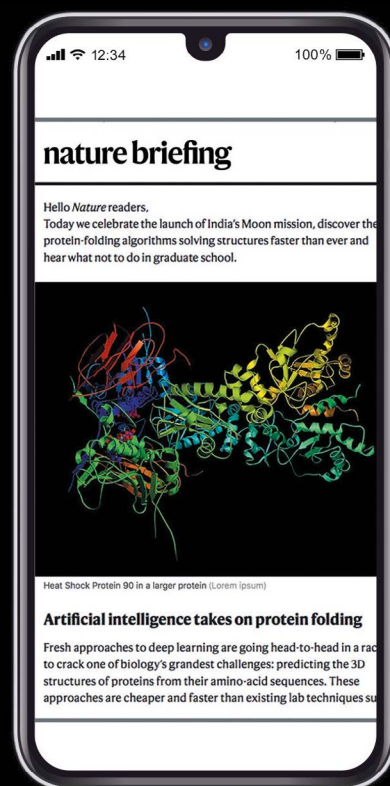 12:34 100%
nature briefing
Hello Nature readers,
Today we celebrate the launch of India's Moon mission, discover the
protein-folding algorithms solving structures faster than ever and
hear what not to do in graduate school.
Heat Shock Protein 90 in a larger protein (Lorem ipsum)
Artificial intelligence takes on protein folding
Fresh approaches to deep learning are going head-to-head in a rac
to crack one of biology's grandest challenges: predicting the 3D
structures of proteins from their amino-acid sequences. These
approaches are cheaper and faster than existing lab techniques su